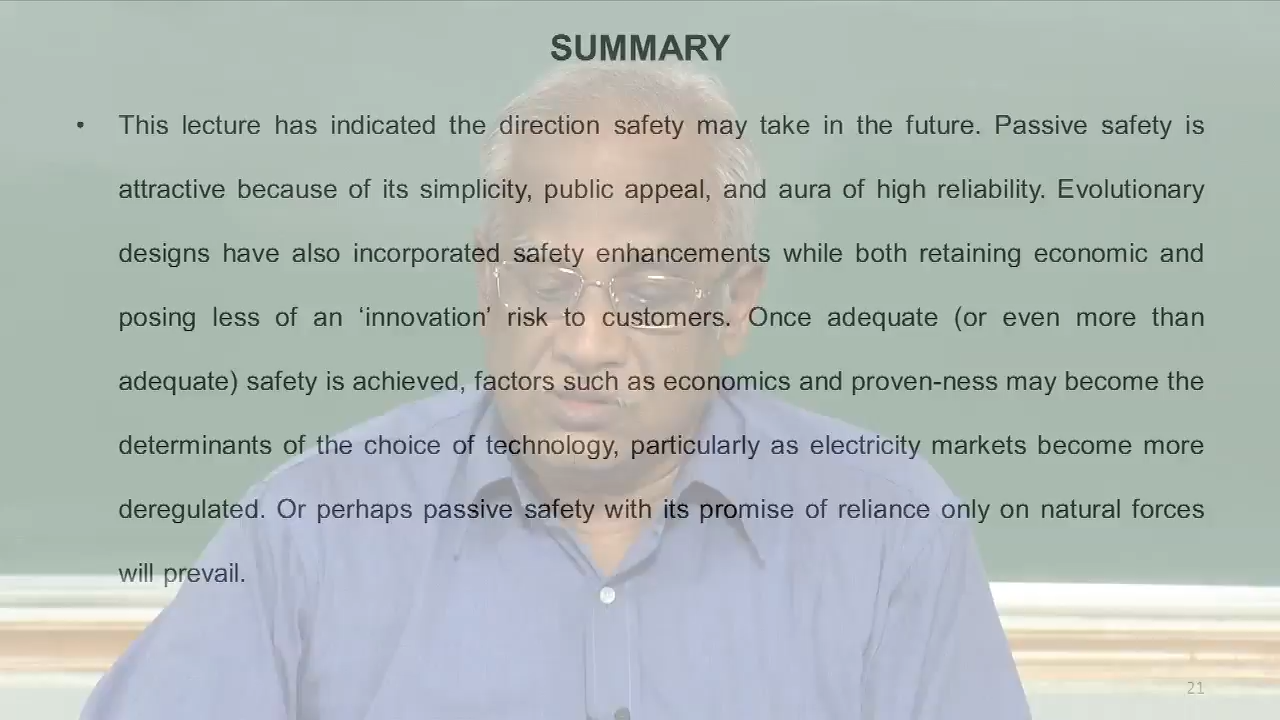 SUMMARY
• This lecture has indicated the direction safety may take in the future. Passive safety is
attractive because of its simplicity, public appeal, and aura of high reliability. Evolutionary
designs have also incorporated safety enhancements while both retaining economic and
posing less of an ‘innovation’ risk to customers. Once adequate (or even more than
adequate) safety is achieved, factors such as economics and proven-ness may become the
determinants of the choice of technology, particularly as electricity markets become more
deregulated. Or perhaps passive safety with its promise of reliance only on natural forces
will prevail.
21